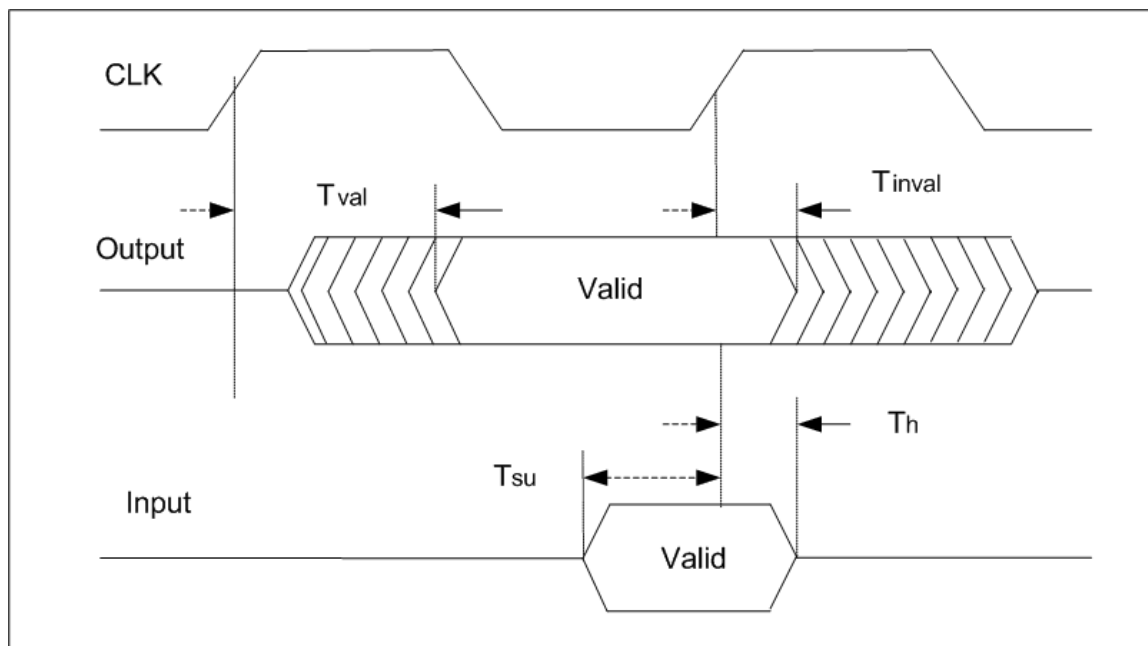 CLK
Tval
Tinval
Output
Valid
Th
Tsu
Input
Valid